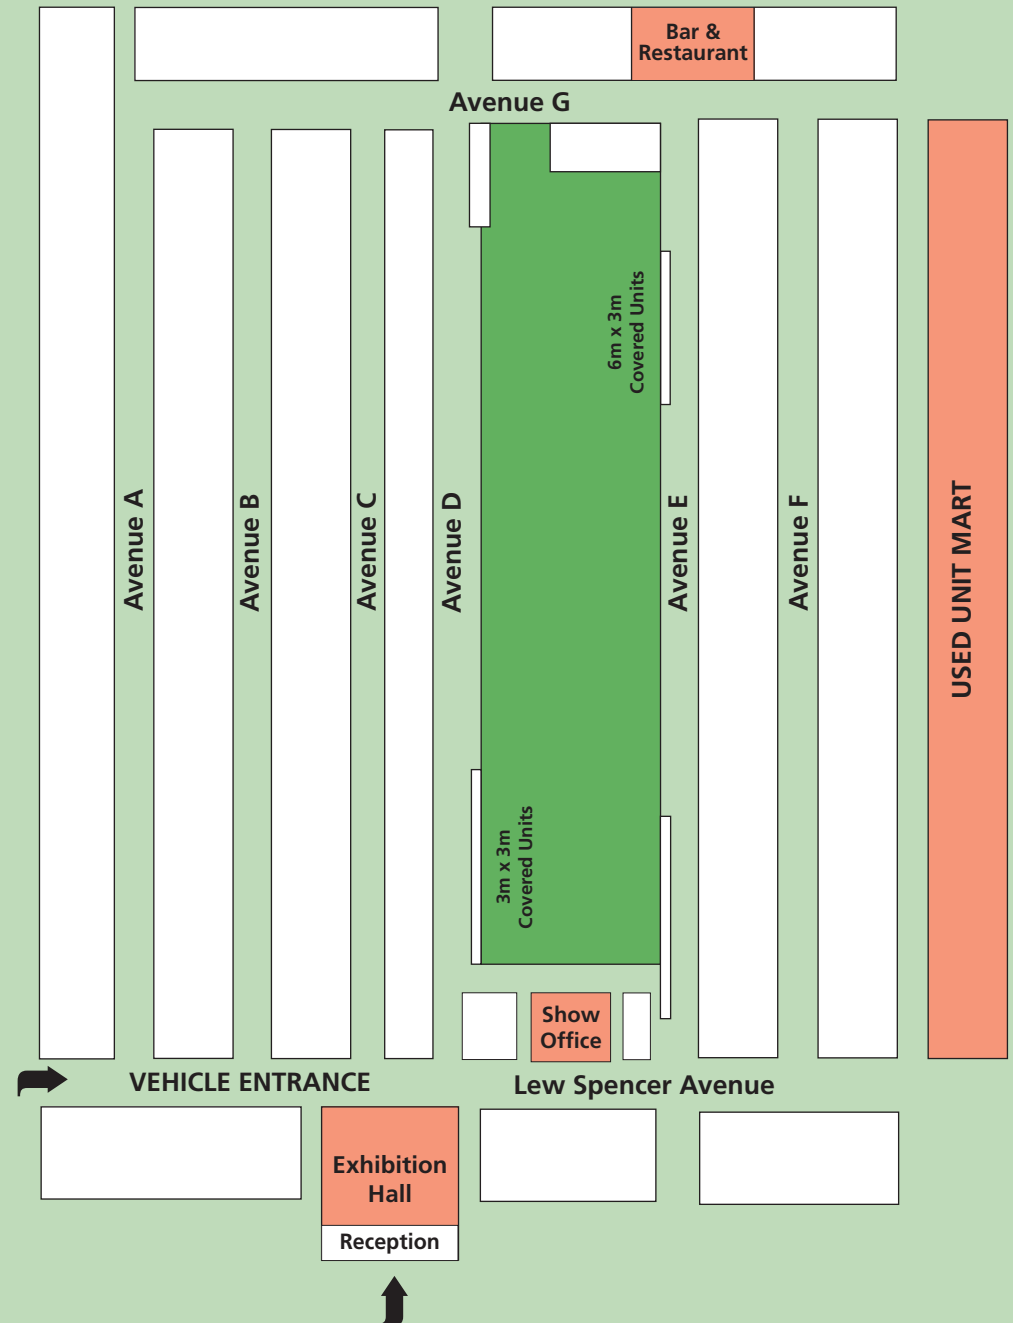 Bar &
Restaurant
Avenue G
6m x 3m
Covered Units
Avenue A
Avenue B
Avenue C
Avenue D
Avenue E
Avenue F
USED UNIT MART
3m x 3m
Covered Units
Show
Office
VEHICLE ENTRANCE
Lew Spencer Avenue
Exhibition
Hall
Reception